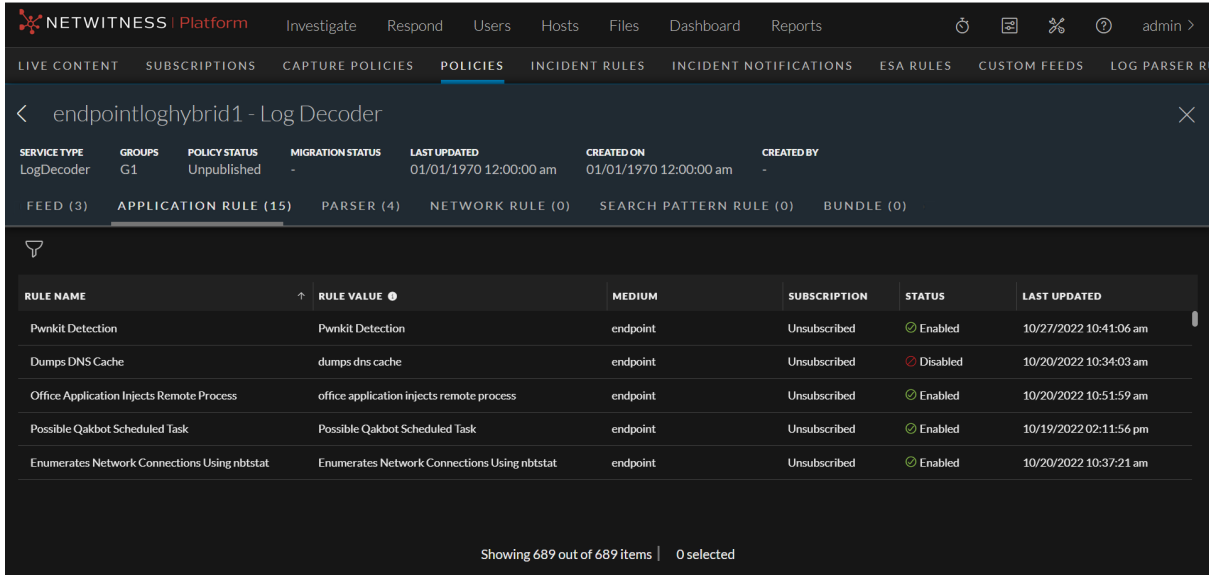 NETWITNESS | Platform Investigate Respond Users Hosts Files Dashboard Reports admin >
LIVE CONTENT SUBSCRIPTIONS CAPTURE POLICIES POLICIES INCIDENT RULES INCIDENT NOTIFICATIONS ESA RULES CUSTOM FEEDS LOG PARSER R
endpointloghybrid1 - Log Decoder
SERVICE TYPE GROUPS POLICY STATUS MIGRATION STATUS LAST UPDATED CREATED ON CREATED BY
LogDecoder G1 Unpublished - 01/01/1970 12:00:00 am 01/01/1970 12:00:00 am -
FEED (3) APPLICATION RULE (15) PARSER (4) NETWORK RULE (0) SEARCH PATTERN RULE (0) BUNDLE (0)
RULE NAME ↑ RULE VALUE MEDIUM SUBSCRIPTION STATUS LAST UPDATED
Pwnkit Detection Pwnkit Detection endpoint Unsubscribed Enabled 10/27/2022 10:41:06 am
Dumps DNS Cache dumps dns cache endpoint Unsubscribed Disabled 10/20/2022 10:34:03 am
Office Application Injects Remote Process office application injects remote process endpoint Unsubscribed Enabled 10/20/2022 10:51:59 am
Possible Qakbot Scheduled Task Possible Qakbot Scheduled Task endpoint Unsubscribed Enabled 10/19/2022 02:11:56 pm
Enumerates Network Connections Using nbtstat Enumerates Network Connections Using nbtstat endpoint Unsubscribed Enabled 10/20/2022 10:37:21 am
Showing 689 out of 689 items | 0 selected